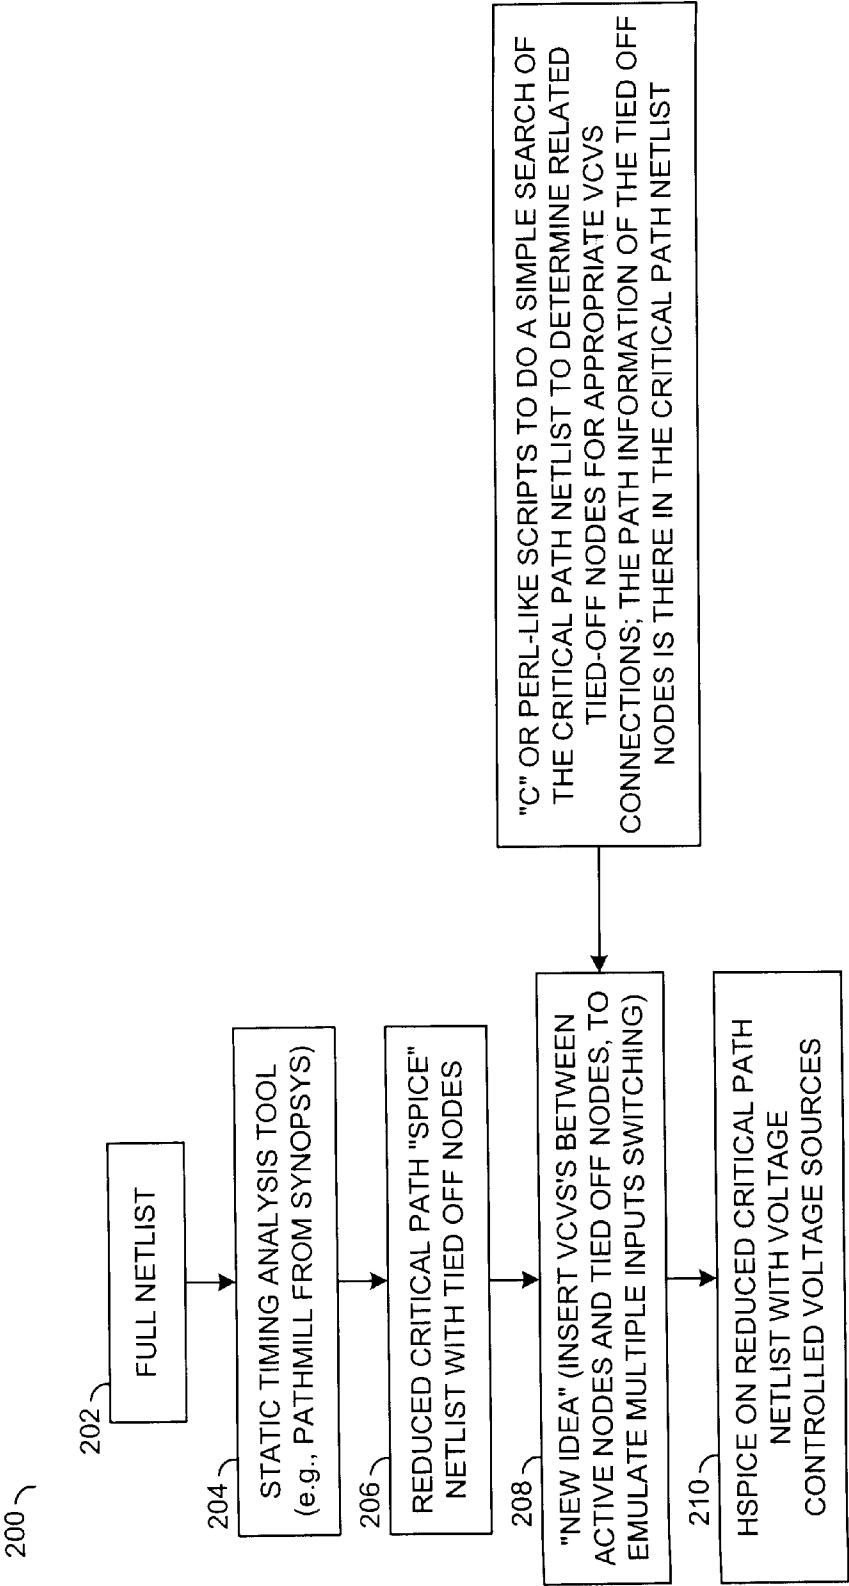 200
202
FULL NETLIST
204
STATIC TIMING ANALYSIS TOOL
(e.g., PATHMILL FROM SYNOPSYS)
206
REDUCED CRITICAL PATH "SPICE"
NETLIST WITH TIED OFF NODES
208
"NEW IDEA" (INSERT VCVS'S BETWEEN
ACTIVE NODES AND TIED OFF NODES, TO
EMULATE MULTIPLE INPUTS SWITCHING)
"C" OR PERL-LIKE SCRIPTS TO DO A SIMPLE SEARCH OF
THE CRITICAL PATH NETLIST TO DETERMINE RELATED
TIED-OFF NODES FOR APPROPRIATE VCVS
CONNECTIONS; THE PATH INFORMATION OF THE TIED OFF
NODES IS THERE IN THE CRITICAL PATH NETLIST
210
HSPICE ON REDUCED CRITICAL PATH
NETLIST WITH VOLTAGE
CONTROLLED VOLTAGE SOURCES